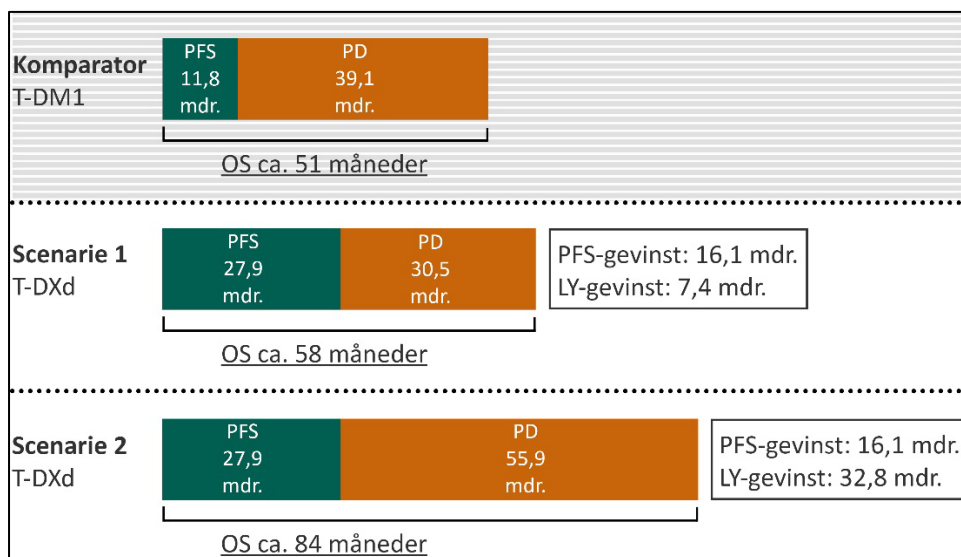 Komparator
T-DM1
PFS
11,8
mdr.
PD
39,1
mdr.
OS ca. 51 måneder
Scenarie 1
T-DXd
PFS
27,9
mdr.
PD
30,5
mdr.
PFS-gevinst: 16,1 mdr.
LY-gevinst: 7,4 mdr.
OS ca. 58 måneder
Scenarie 2
T-DXd
PFS
27,9
mdr.
PD
55,9
mdr.
PFS-gevinst: 16,1 mdr.
LY-gevinst: 32,8 mdr.
OS ca. 84 måneder